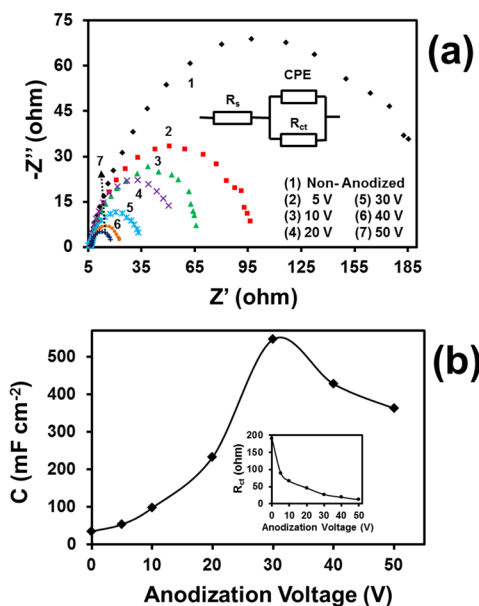 (a)
-Z'' (ohm)
75
60
45
30
15
0
5 35 65 95 125 155 185
Z' (ohm)
1
2
3
4
5
6
7
CPE
Rs
Rct
(1) Non-Anodized
(2) 5 V (5) 30 V
(3) 10 V (6) 40 V
(4) 20 V (7) 50 V
(b)
C (mF cm-2)
500
400
300
200
100
0
0 10 20 30 40 50
Anodization Voltage (V)
Rct (ohm)
200
150
100
50
0
0 10 20 30 40 50
Anodization Voltage (V)